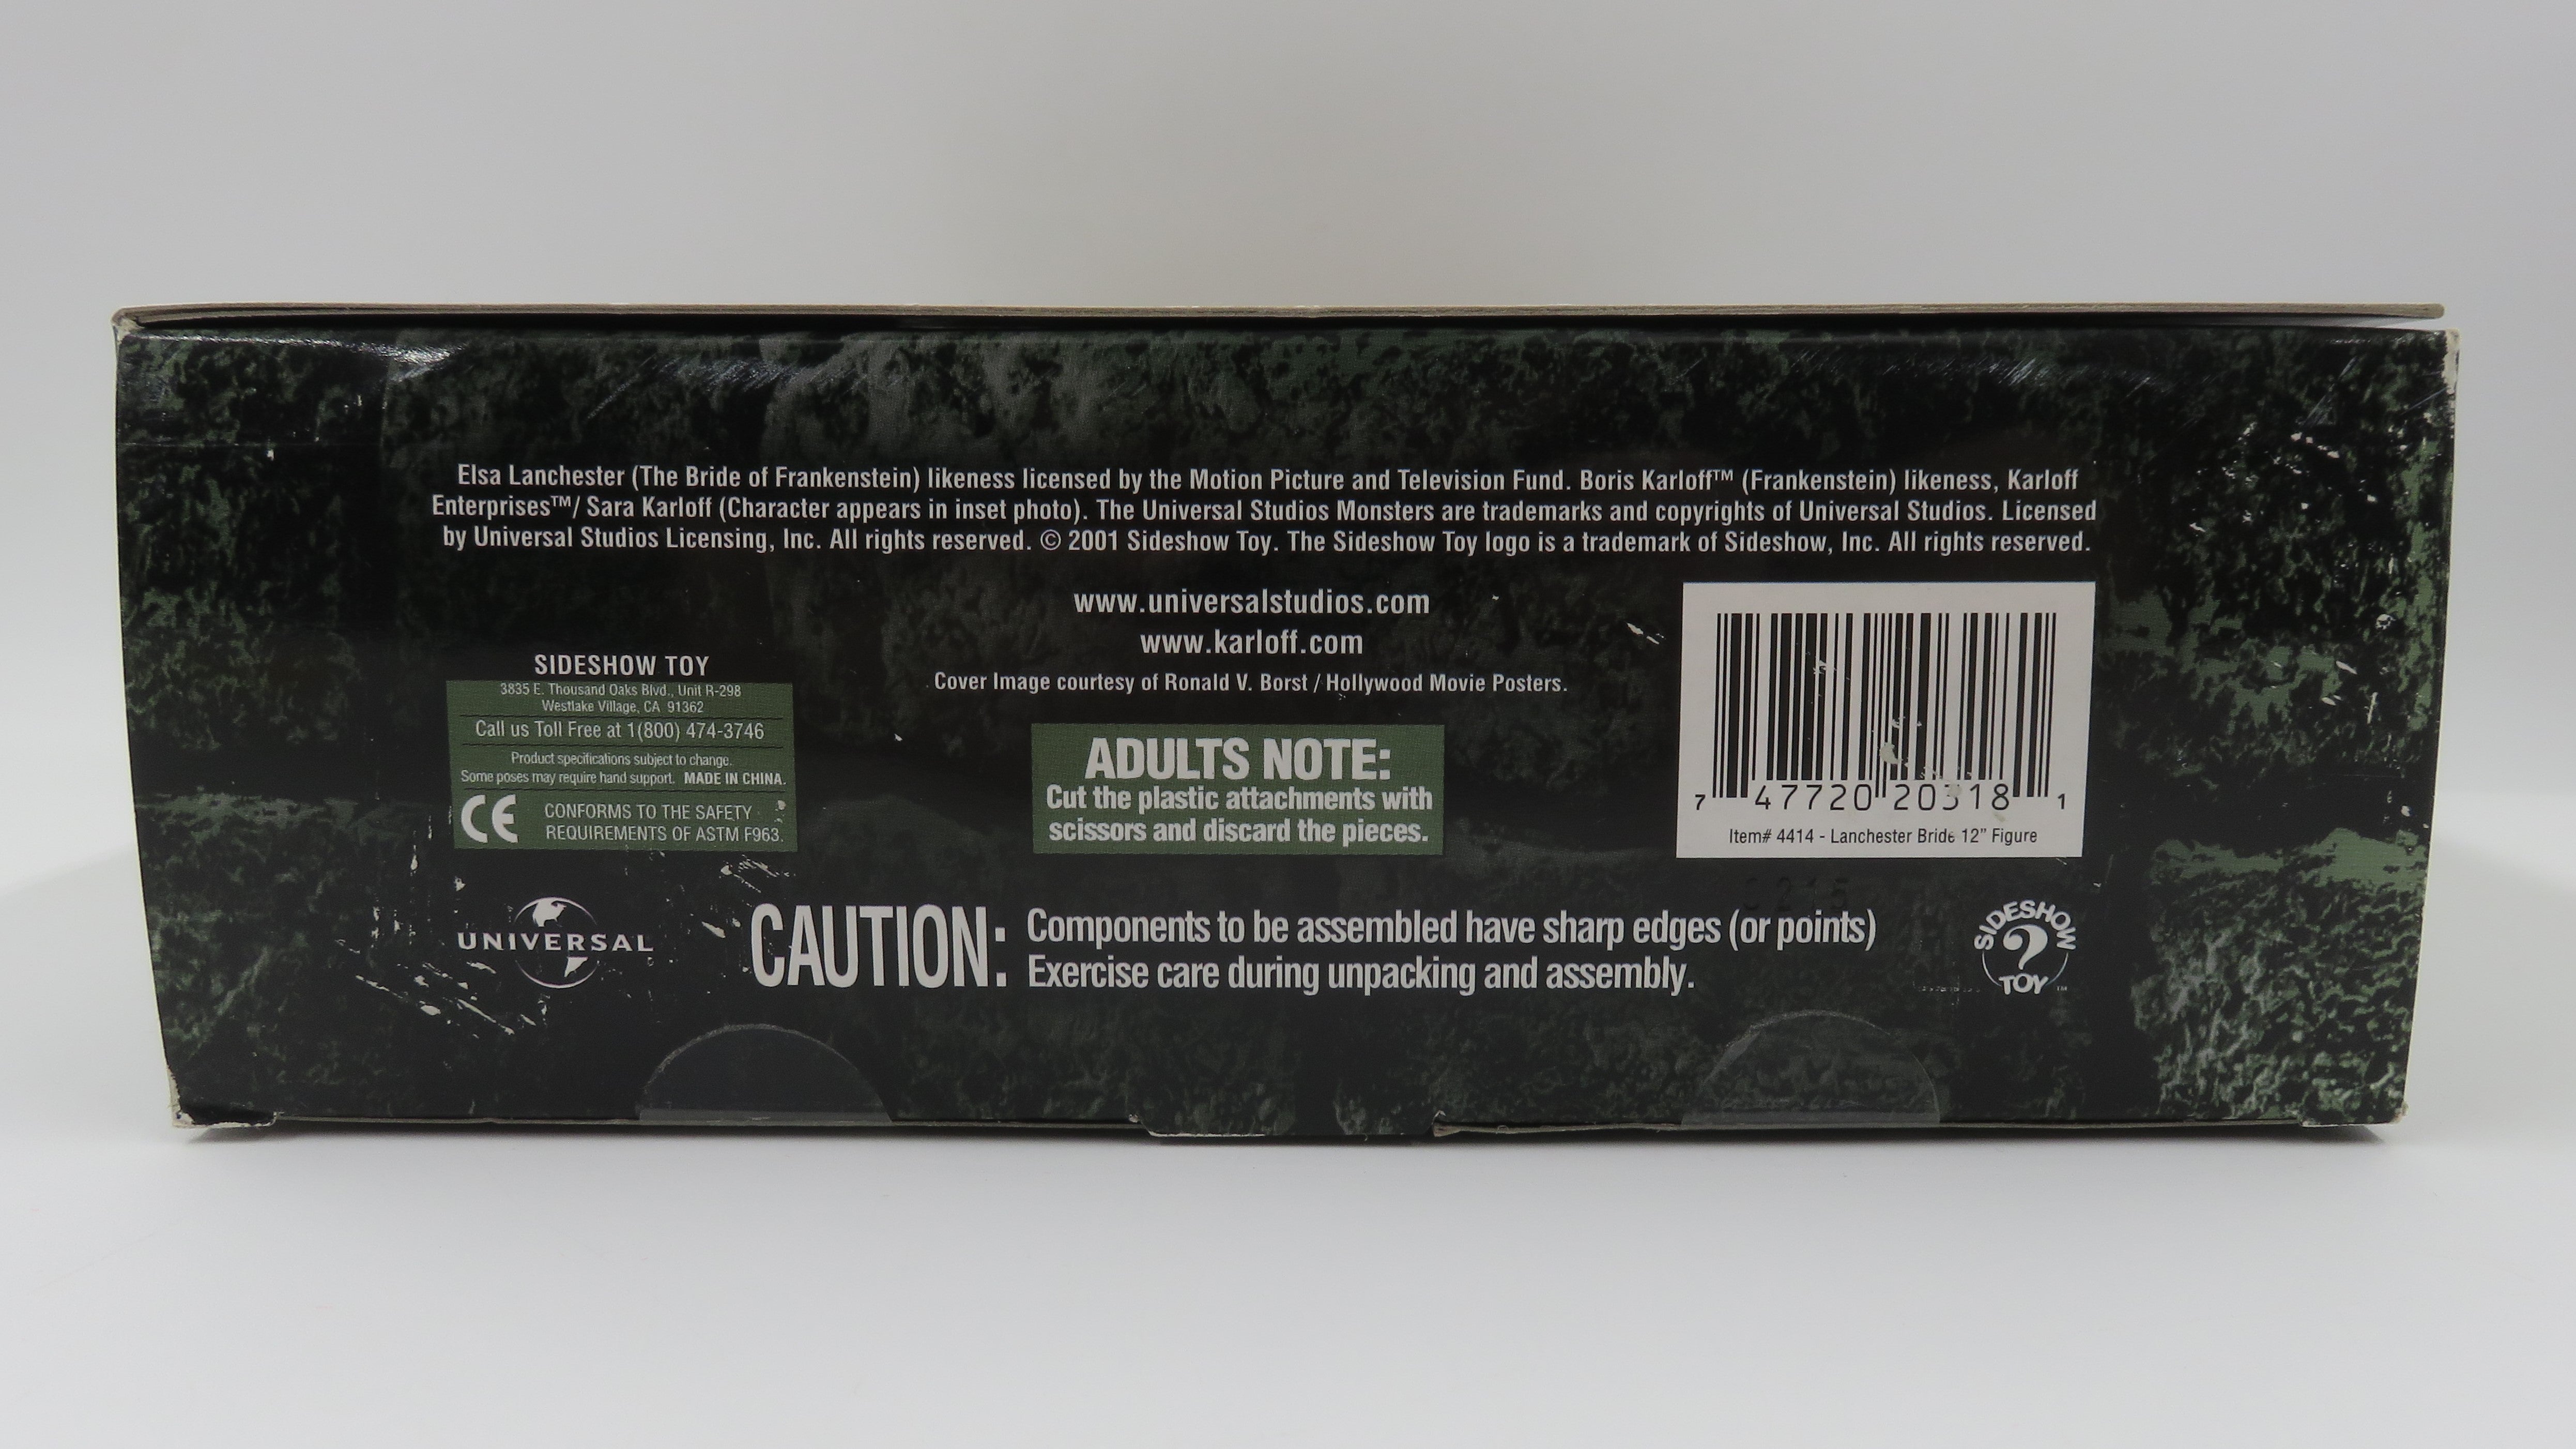 Elsa Lanchester (The Bride of Frankenstein) likeness licensed by the Motion Picture and Television Fund. Boris Karloff™ (Frankenstein) likeness, Karloff
Enterprises™/ Sara Karloff (Character appears in inset photo). The Universal Studios Monsters are trademarks and copyrights of Universal Studios. Licensed
by Universal Studios Licensing, Inc. All rights reserved. © 2001 Sideshow Toy. The Sideshow Toy logo is a trademark of Sideshow, Inc. All rights reserved.
www.universalstudios.com
www.karloff.com
Cover Image courtesy of Ronald V. Borst / Hollywood Movie Posters.
SIDESHOW TOY
3835 E. Thousand Oaks Blvd., Unit R-298
Westlake Village, CA 91362
Call us Toll Free at 1(800) 474-3746
Product specifications subject to change.
Some poses may require hand support. MADE IN CHINA.
CE
CONFORMS TO THE SAFETY
REQUIREMENTS OF ASTM F963.
ADULTS NOTE:
Cut the plastic attachments with
scissors and discard the pieces.
7 47720 20318 1
Item# 4414 - Lanchester Bride 12" Figure
UNIVERSAL
CAUTION:
Components to be assembled have sharp edges (or points)
Exercise care during unpacking and assembly.
SIDESHOW
?
TOY ™